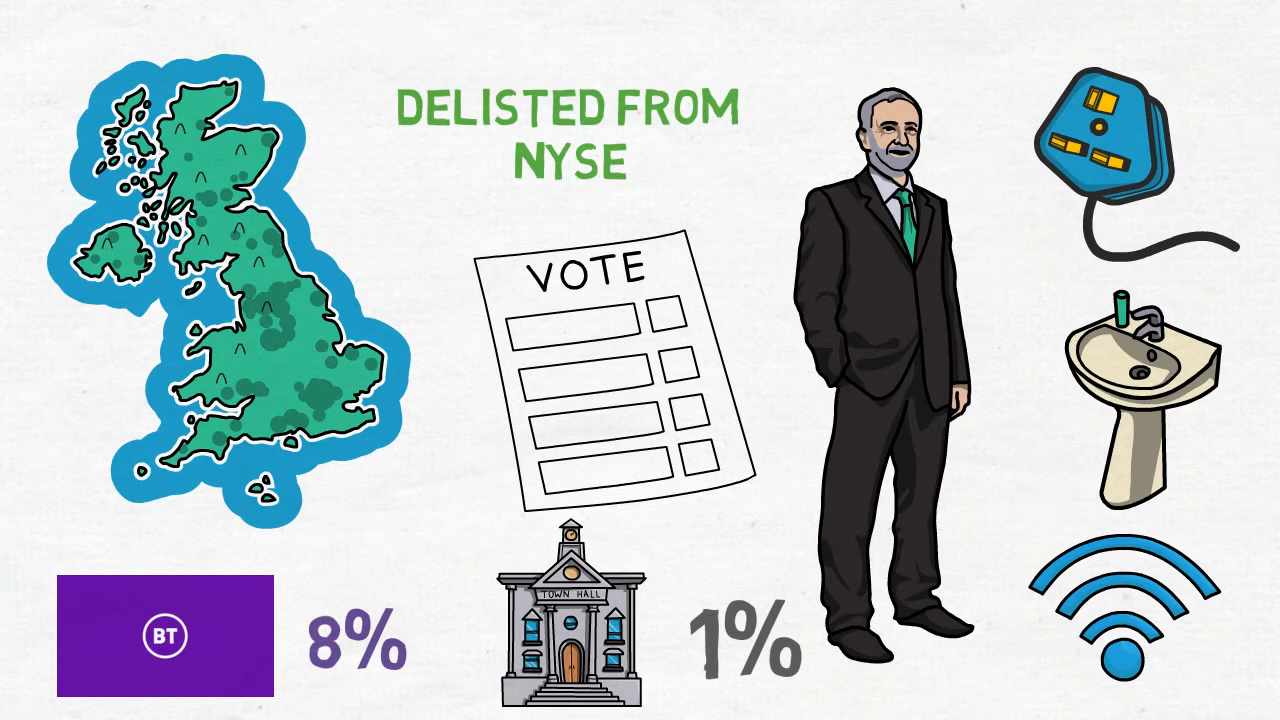 DELISTED FROM
NYSE
VOTE
TOWN HALL
BT
8%
1%